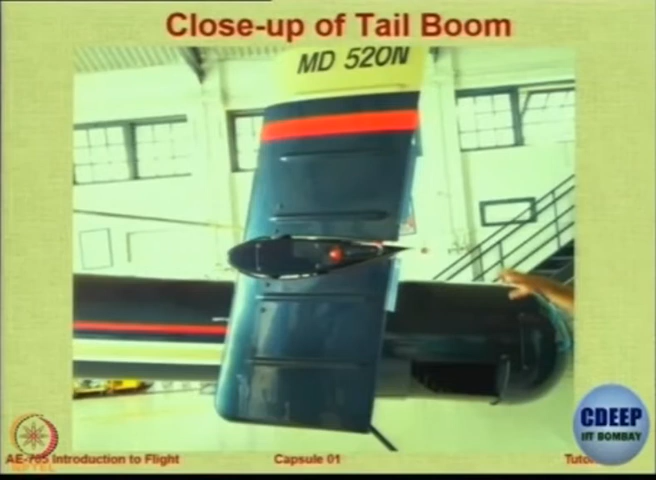 Close-up of Tail Boom
MD 520N
CDEEP
IIT BOMBAY
AE-705 Introduction to Flight
Capsule 01